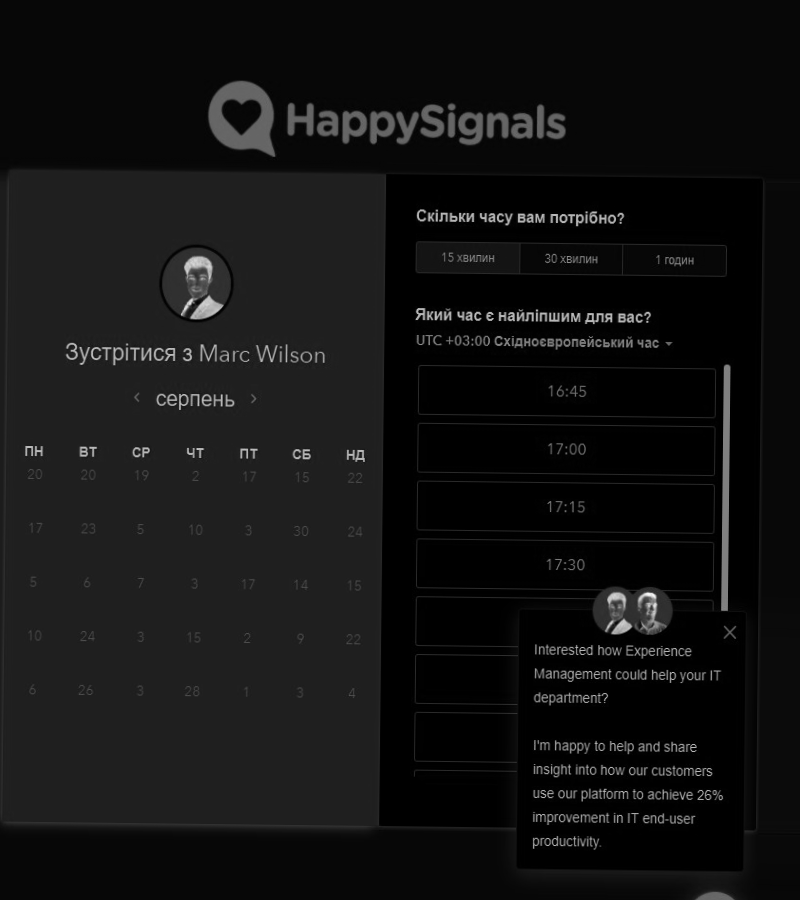 HappySignals
Зустрітися з Marc Wilson
серпень
ПН ВТ СР ЧТ ПТ СБ НД
20 20 19 2 17 15 22
17 23 5 10 3 30 24
5 6 7 3 17 14 15
10 24 3 15 2 9 22
6 26 3 28 1 3 4
Скільки часу вам потрібно?
15 хвилин 30 хвилин 1 годин
Який час є найліпшим для вас?
UTC +03:00 Східноєвропейський час
16:45
17:00
17:15
17:30
Interested how Experience
Management could help your IT
department?
I'm happy to help and share
insight into how our customers
use our platform to achieve 26%
improvement in IT end-user
productivity.